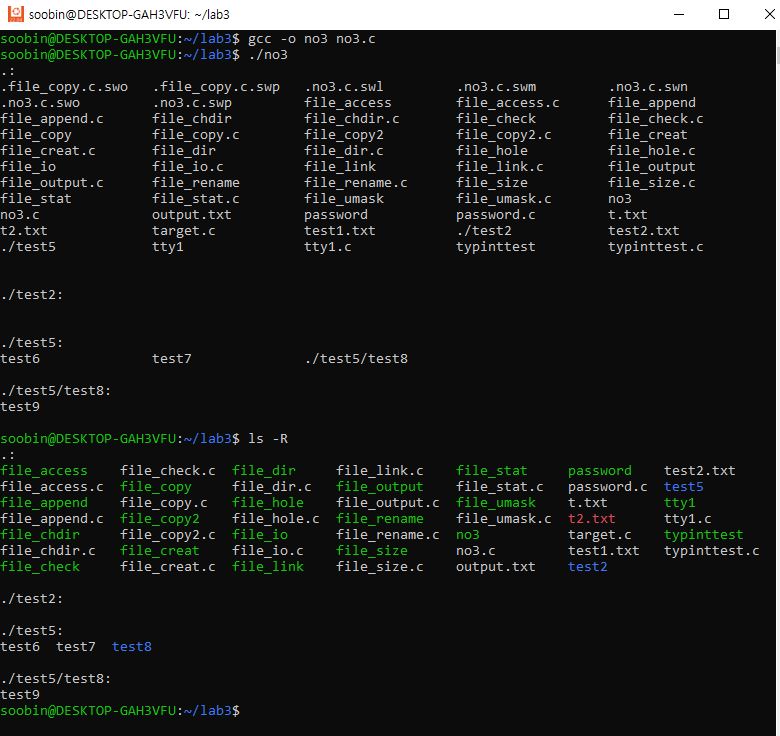 soobin@DESKTOP-GAH3VFU: ~/lab3
soobin@DESKTOP-GAH3VFU:~/lab3$ gcc -o no3 no3.c
soobin@DESKTOP-GAH3VFU:~/lab3$ ./no3
.:
.file_copy.c.swo .file_copy.c.swp .no3.c.swl .no3.c.swm .no3.c.swn
.no3.c.swo .no3.c.swp file_access file_access.c file_append
file_append.c file_chdir file_chdir.c file_check file_check.c
file_copy file_copy.c file_copy2 file_copy2.c file_creat
file_creat.c file_dir file_dir.c file_hole file_hole.c
file_io file_io.c file_link file_link.c file_output
file_output.c file_rename file_rename.c file_size file_size.c
file_stat file_stat.c file_umask file_umask.c no3
no3.c output.txt password password.c t.txt
t2.txt target.c test1.txt ./test2 test2.txt
./test5 tty1 tty1.c typinttest typinttest.c
./test2:
./test5:
test6 test7 ./test5/test8
./test5/test8:
test9
soobin@DESKTOP-GAH3VFU:~/lab3$ ls -R
.:
file_access file_check.c file_dir file_link.c file_stat password test2.txt
file_access.c file_copy file_dir.c file_output file_stat.c password.c test5
file_append file_copy.c file_hole file_output.c file_umask t.txt tty1
file_append.c file_copy2 file_hole.c file_rename file_umask.c t2.txt tty1.c
file_chdir file_copy2.c file_io file_rename.c no3 target.c typinttest
file_chdir.c file_creat file_io.c file_size no3.c test1.txt typinttest.c
file_check file_creat.c file_link file_size.c output.txt test2
./test2:
./test5:
test6 test7 test8
./test5/test8:
test9
soobin@DESKTOP-GAH3VFU:~/lab3$